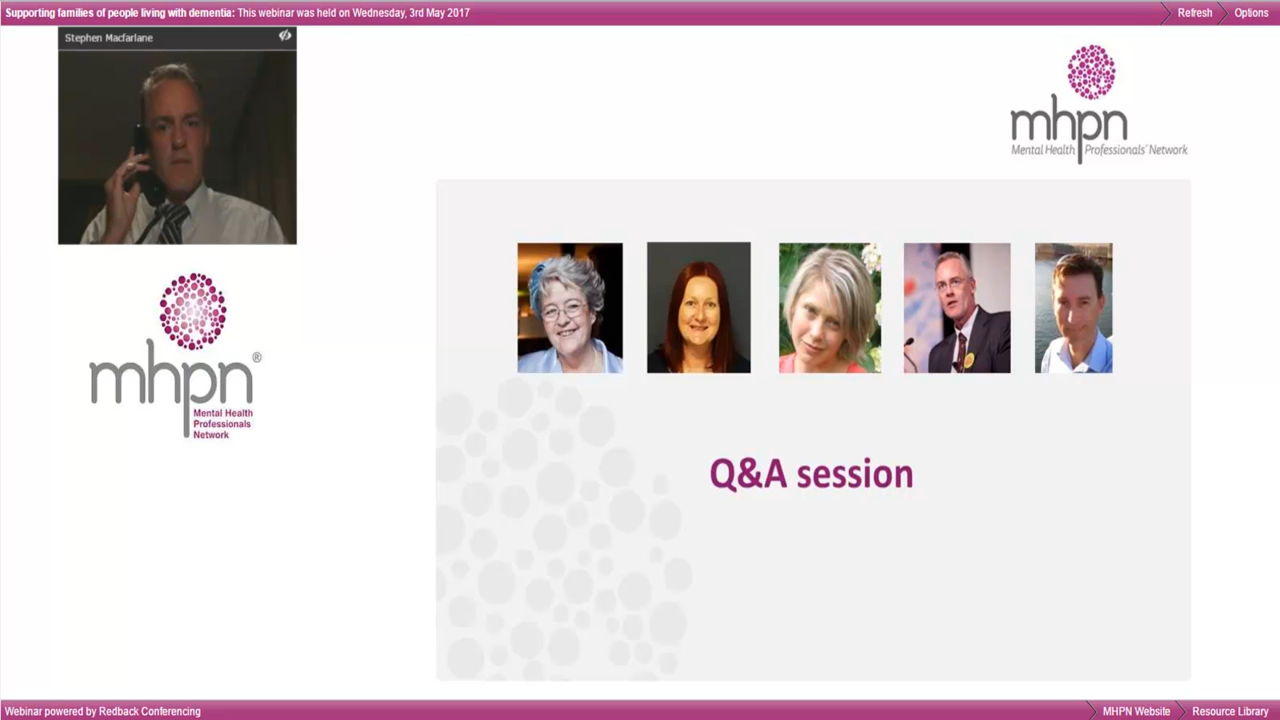 Supporting families of people living with dementia: This webinar was held on Wednesday, 3rd May 2017
Refresh
Options
Stephen Macfarlane
mhpn
Mental Health Professionals' Network
mhpn®
Mental Health
Professionals
Network
Q&A session
Webinar powered by Redback Conferencing
MHPN Website
Resource Library